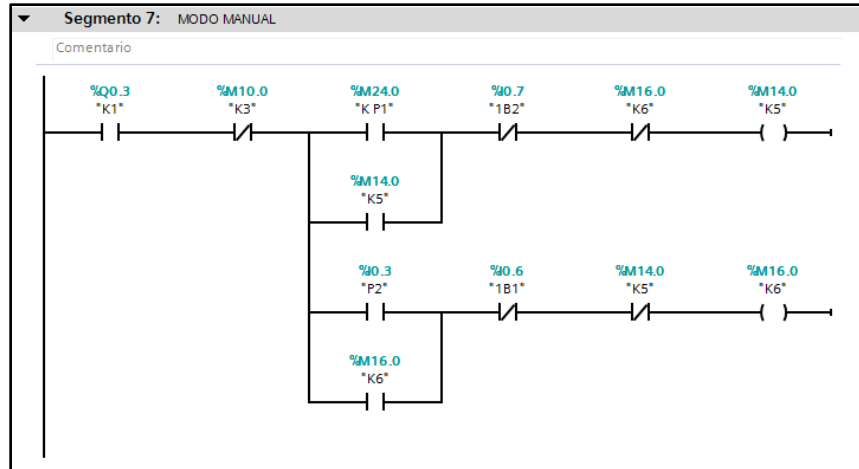 Segmento 7: MODO MANUAL
Comentario
%Q0.3 %M10.0 %M24.0 %I0.7 %M16.0 %M14.0
"K1" "K3" "K P1" "1B2" "K6" "K5"
%M14.0
"K5"
%I0.3 %I0.6 %M14.0 %M16.0
"P2" "1B1" "K5" "K6"
%M16.0
"K6"